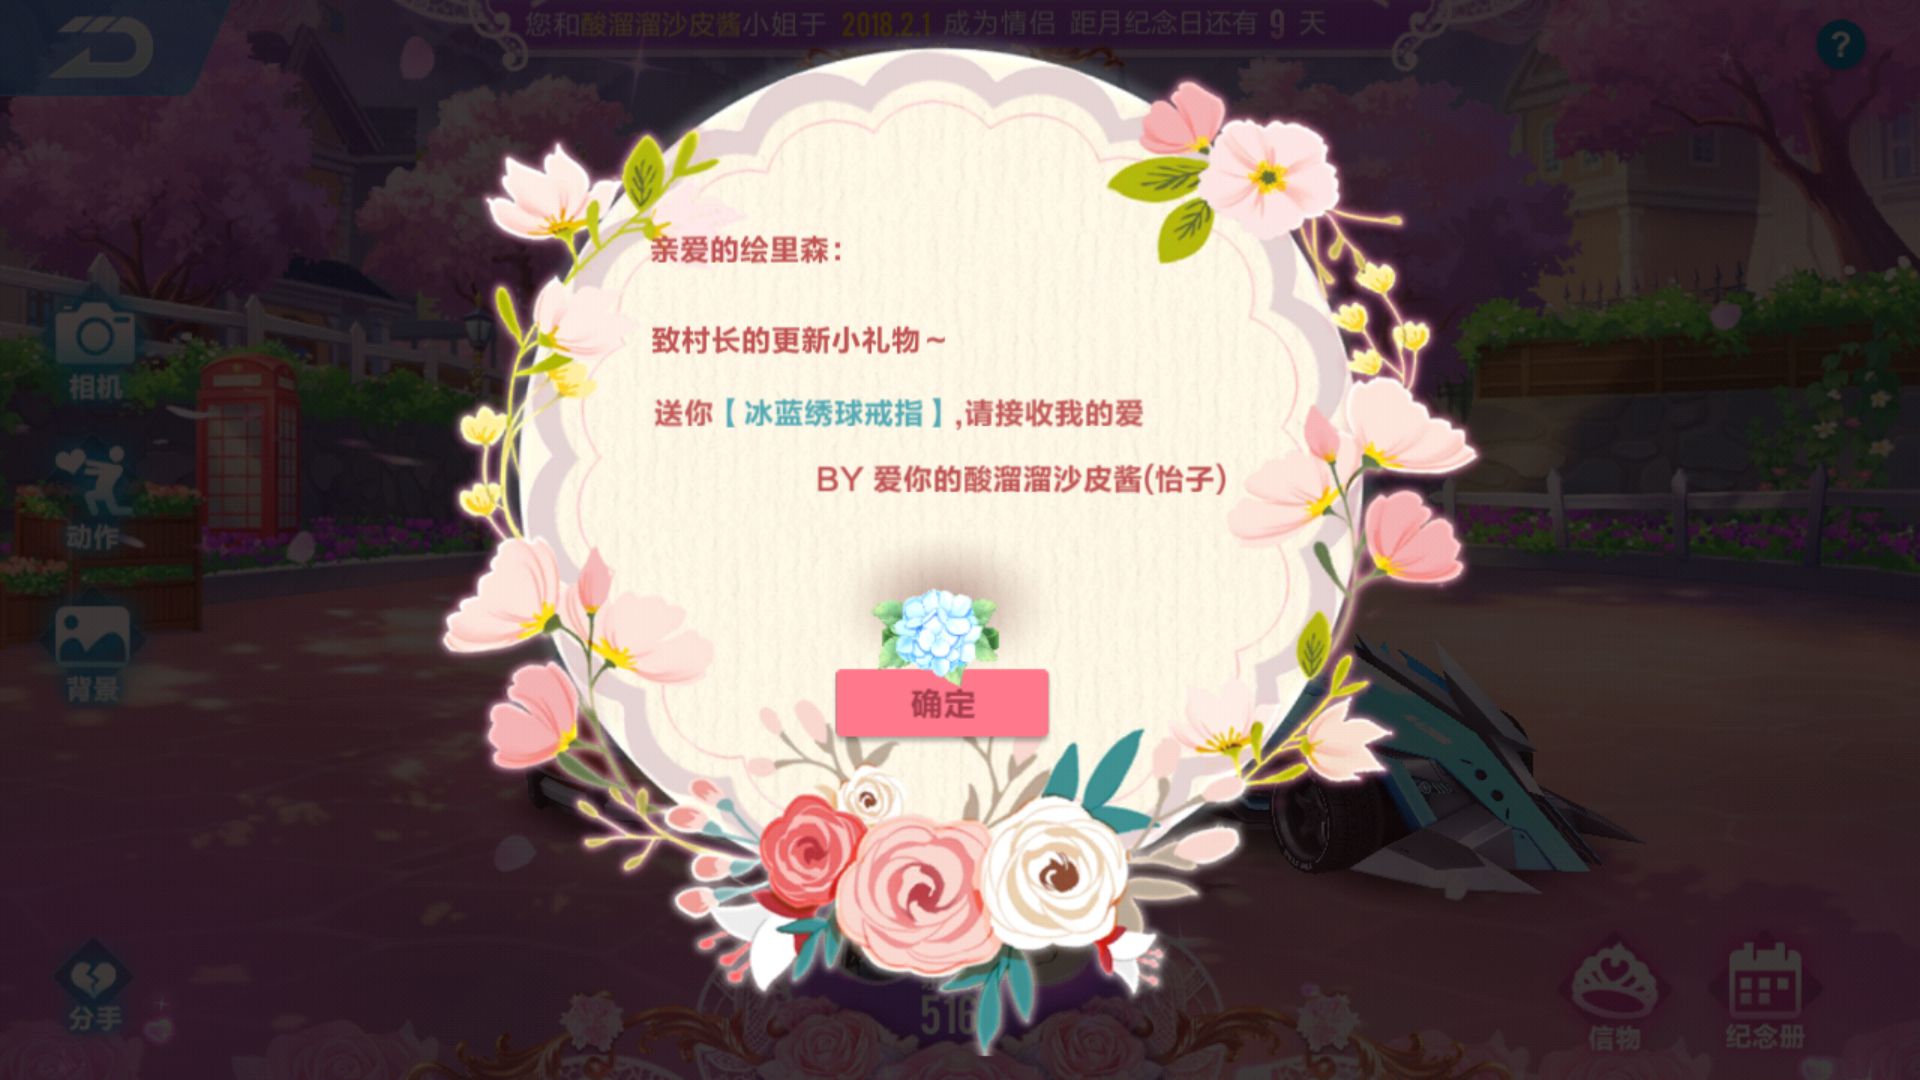 您和酸溜溜沙皮酱小姐于 2018.2.1 成为情侣 距月纪念日还有 9 天
?
亲爱的绘里森：
致村长的更新小礼物～
送你【冰蓝绣球戒指】,请接收我的爱
BY 爱你的酸溜溜沙皮酱(怡子)
确定
相机
动作
背景
分手
516
信物
纪念册